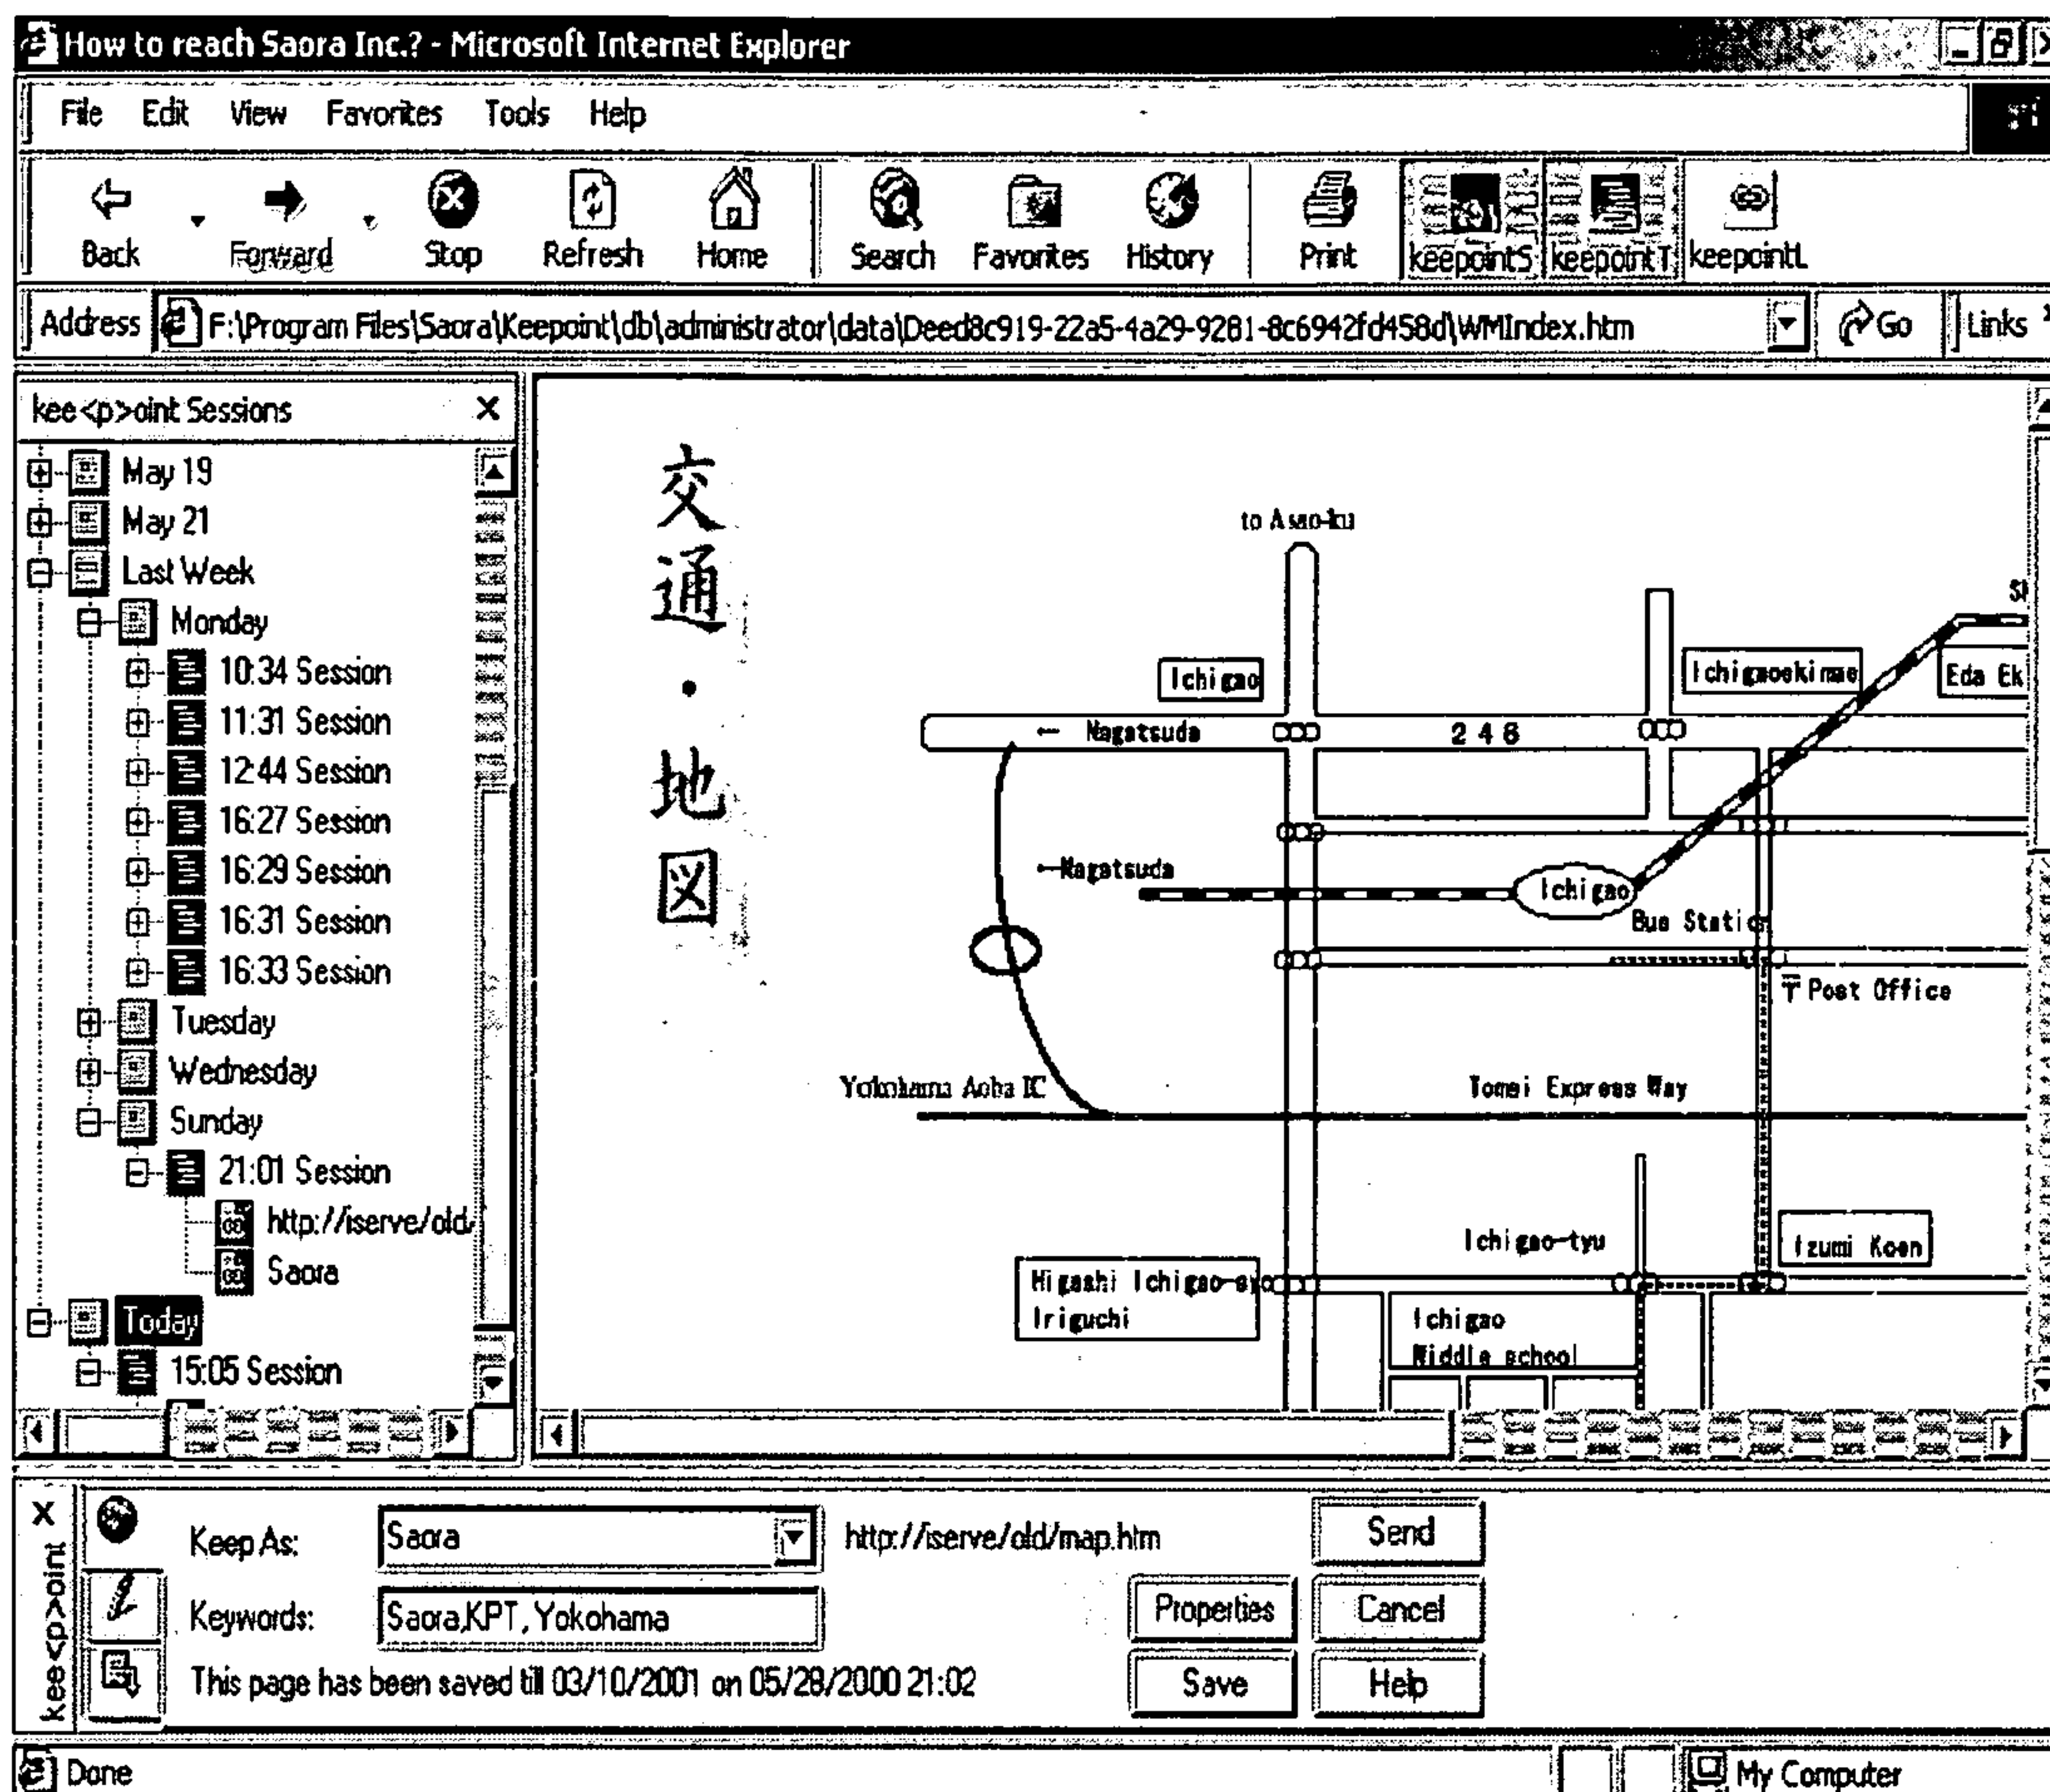 How to reach Saora Inc.? - Microsoft Internet Explorer
File Edit View Favorites Tools Help
Back Forward Stop Refresh Home Search Favorites History Print keepointS keepointT keepointL
Address F:\Program Files\Saora\Keepoint\db\administrator\data\Deed8c919-22a5-4a29-9281-8c6942fd458d\WMIndex.htm Go Links
kee<p>oint Sessions
May 19
May 21
Last Week
Monday
10:34 Session
11:31 Session
12:44 Session
16:27 Session
16:29 Session
16:31 Session
16:33 Session
Tuesday
Wednesday
Sunday
21:01 Session
http://iserve/old/
Saora
Today
15:05 Session
交通・地図
to Asao-ku
Ichigao
Ichigaoekimae
Eda Ek
← Nagatsuda
246
←Nagatsuda
Ichigao
Bus Station
〒Post Office
Yokohama Aoba IC
Tomei Express Way
Ichigao-tyu
Izumi Koen
Higashi Ichigao-syo
Iriguchi
Ichigao
Middle school
kee<p>oint
Keep As: Saora http://iserve/old/map.htm Send
Keywords: Saora,KPT, Yokohama Properties Cancel
This page has been saved till 03/10/2001 on 05/28/2000 21:02 Save Help
Done My Computer